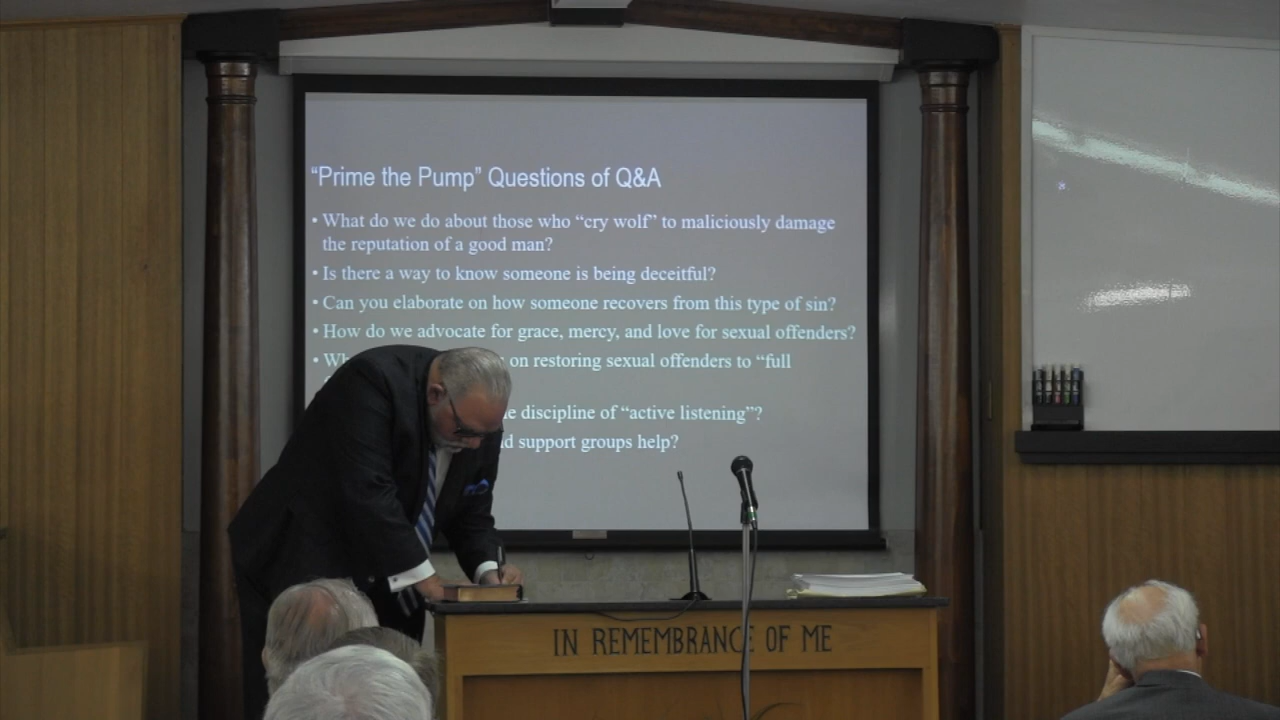 “Prime the Pump” Questions of Q&A
• What do we do about those who “cry wolf” to maliciously damage
the reputation of a good man?
• Is there a way to know someone is being deceitful?
• Can you elaborate on how someone recovers from this type of sin?
• How do we advocate for grace, mercy, and love for sexual offenders?
• on restoring sexual offenders to “full
discipline of “active listening”?
support groups help?
IN REMEMBRANCE OF ME